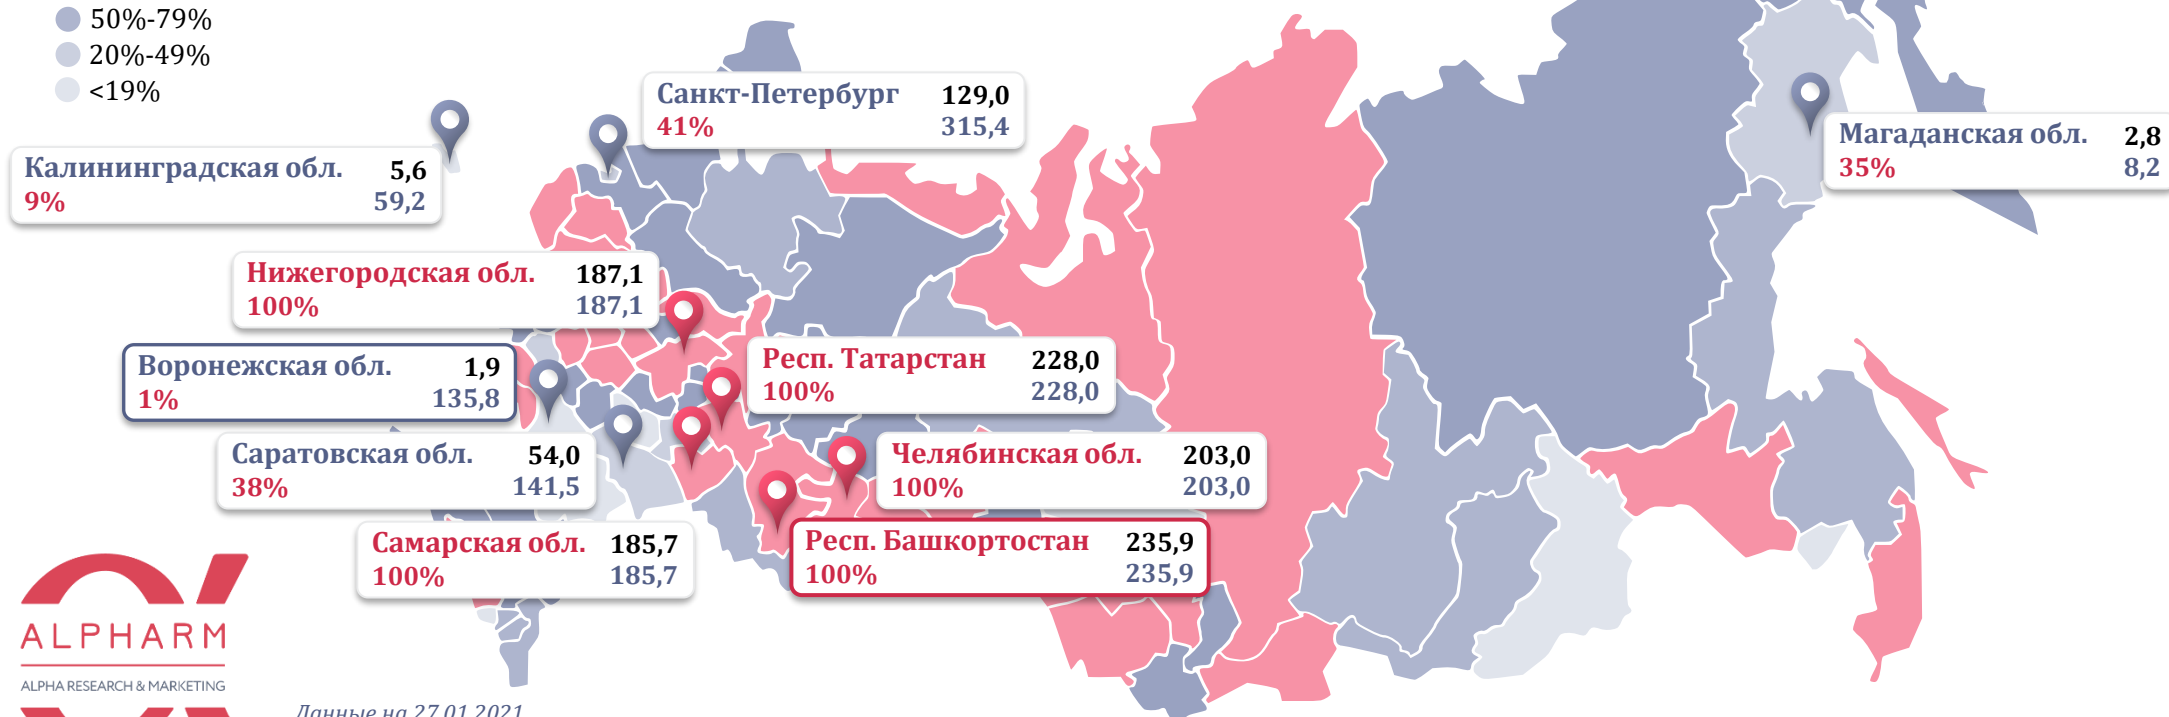 50%-79%
20%-49%
<19%
Санкт-Петербург 129,0
41% 315,4
Магаданская обл. 2,8
35% 8,2
Калининградская обл. 5,6
9% 59,2
Нижегородская обл. 187,1
100% 187,1
Воронежская обл. 1,9
1% 135,8
Респ. Татарстан 228,0
100% 228,0
Саратовская обл. 54,0
38% 141,5
Челябинская обл. 203,0
100% 203,0
Самарская обл. 185,7
100% 185,7
Респ. Башкортостан 235,9
100% 235,9
ALPHARM
ALPHA RESEARCH & MARKETING
Данные на 27.01.2021